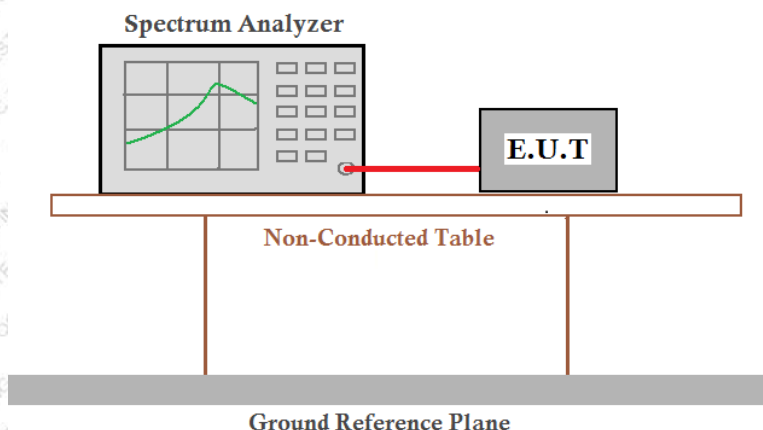 Spectrum Analyzer
E.U.T
Non-Conducted Table
Ground Reference Plane